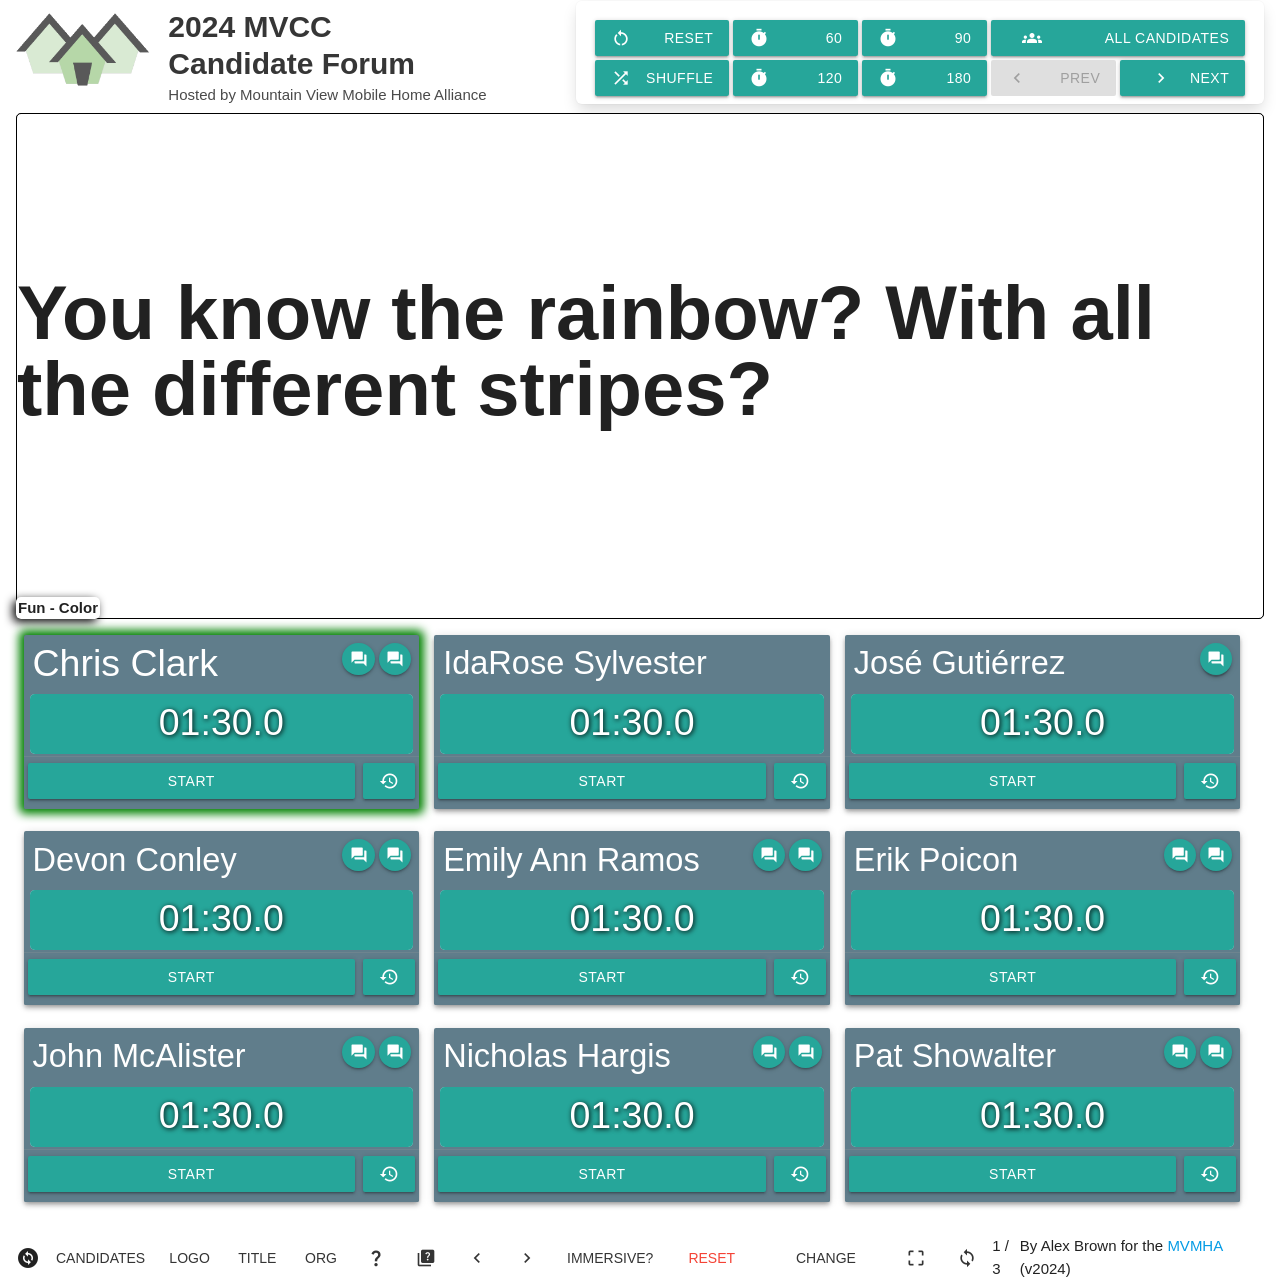 2024 MVCC
Candidate Forum
Hosted by Mountain View Mobile Home Alliance
RESET 60 90 ALL CANDIDATES
SHUFFLE 120 180 PREV NEXT
You know the rainbow? With all
the different stripes?
Fun - Color
Chris Clark
01:30.0
START
IdaRose Sylvester
01:30.0
START
José Gutiérrez
01:30.0
START
Devon Conley
01:30.0
START
Emily Ann Ramos
01:30.0
START
Erik Poicon
01:30.0
START
John McAlister
01:30.0
START
Nicholas Hargis
01:30.0
START
Pat Showalter
01:30.0
START
CANDIDATES LOGO TITLE ORG IMMERSIVE? RESET CHANGE
1 /
3
By Alex Brown for the MVMHA
(v2024)